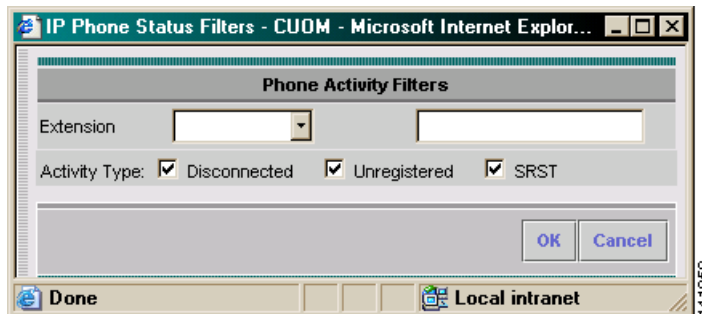 IP Phone Status Filters - CUOM - Microsoft Internet Explor...
Phone Activity Filters
Extension
Activity Type: Disconnected Unregistered SRST
OK Cancel
Done Local intranet